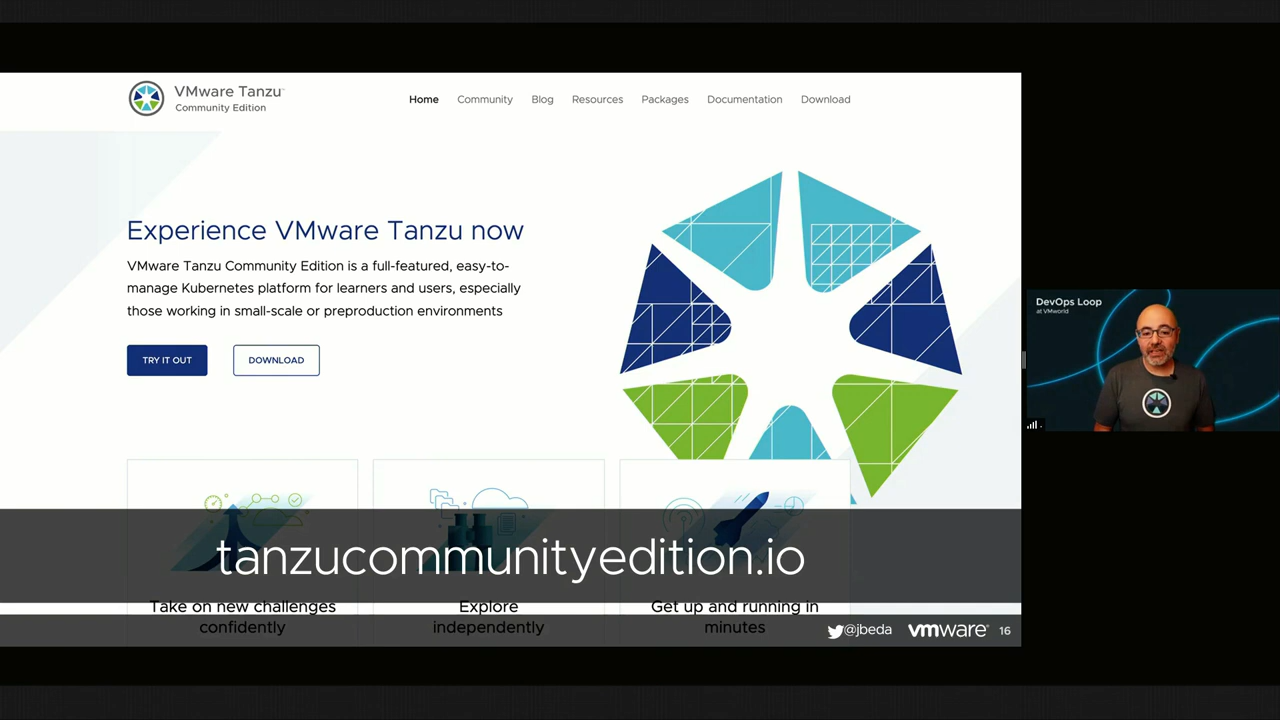 VMware Tanzu™
Community Edition
Home Community Blog Resources Packages Documentation Download
Experience VMware Tanzu now
VMware Tanzu Community Edition is a full-featured, easy-to-
manage Kubernetes platform for learners and users, especially
those working in small-scale or preproduction environments
TRY IT OUT DOWNLOAD
DevOps Loop
at VMworld
tanzucommunityedition.io
Take on new challenges
confidently
Explore
independently
Get up and running in
minutes
@jbeda vmware® 16